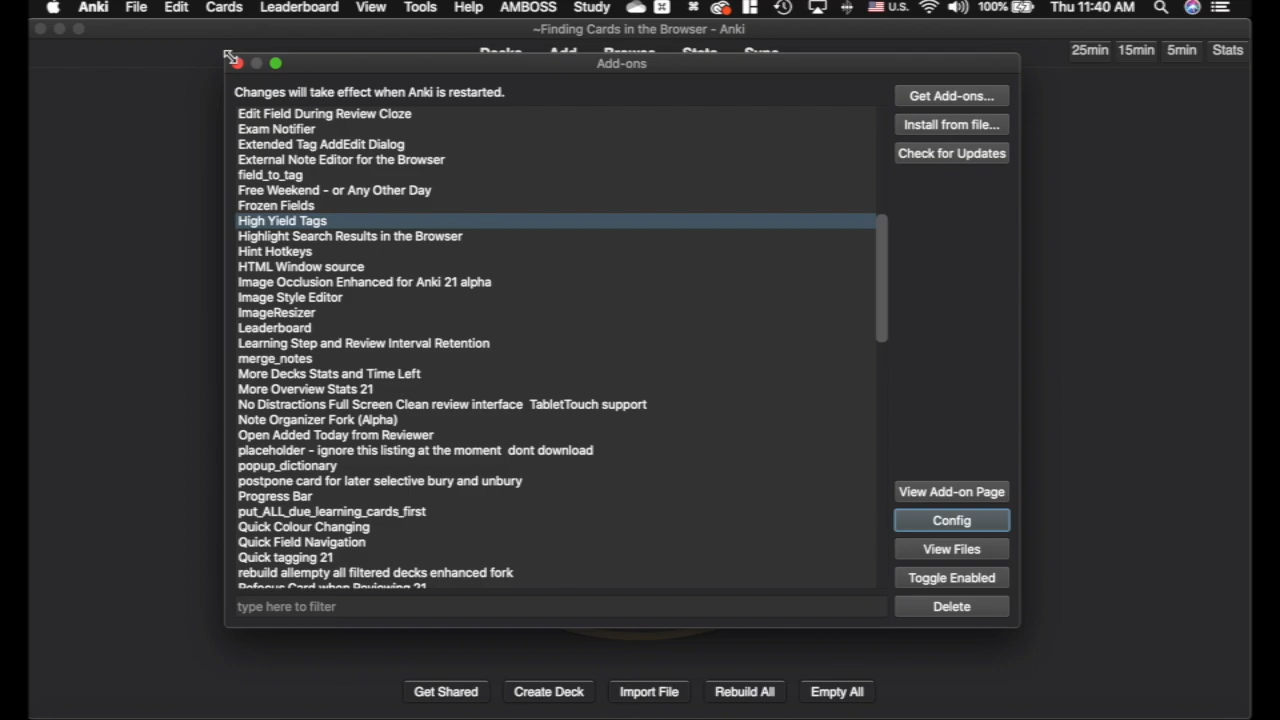 Anki File Edit Cards Leaderboard View Tools Help AMBOSS Study U.S. 100% Thu 11:40 AM
~Finding Cards in the Browser - Anki
Decks Add Browse Stats Sync
25min 15min 5min Stats
Add-ons
Changes will take effect when Anki is restarted.
Edit Field During Review Cloze
Exam Notifier
Extended Tag AddEdit Dialog
External Note Editor for the Browser
field_to_tag
Free Weekend - or Any Other Day
Frozen Fields
High Yield Tags
Highlight Search Results in the Browser
Hint Hotkeys
HTML Window source
Image Occlusion Enhanced for Anki 21 alpha
Image Style Editor
ImageResizer
Leaderboard
Learning Step and Review Interval Retention
merge_notes
More Decks Stats and Time Left
More Overview Stats 21
No Distractions Full Screen Clean review interface TabletTouch support
Note Organizer Fork (Alpha)
Open Added Today from Reviewer
placeholder - ignore this listing at the moment dont download
popup_dictionary
postpone card for later selective bury and unbury
Progress Bar
put_ALL_due_learning_cards_first
Quick Colour Changing
Quick Field Navigation
Quick tagging 21
rebuild allempty all filtered decks enhanced fork
Refocus Card when Reviewing 21
type here to filter
Get Add-ons...
Install from file...
Check for Updates
View Add-on Page
Config
View Files
Toggle Enabled
Delete
Get Shared Create Deck Import File Rebuild All Empty All